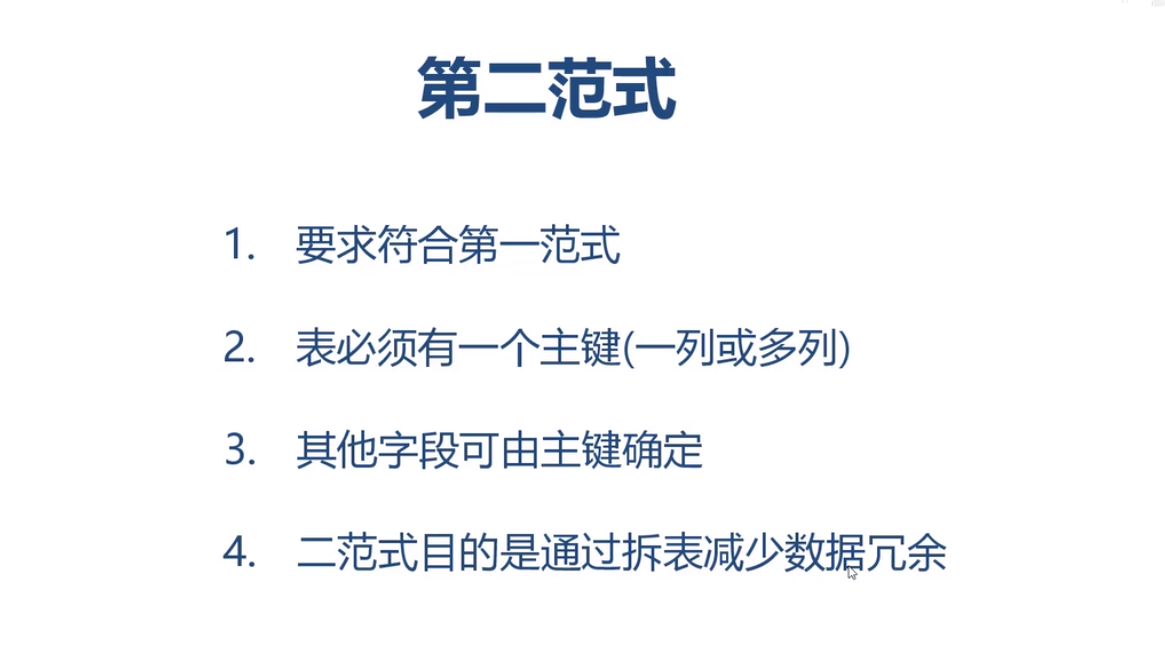 第二范式
1. 要求符合第一范式
2. 表必须有一个主键(一列或多列)
3. 其他字段可由主键确定
4. 二范式目的是通过拆表减少数据冗余